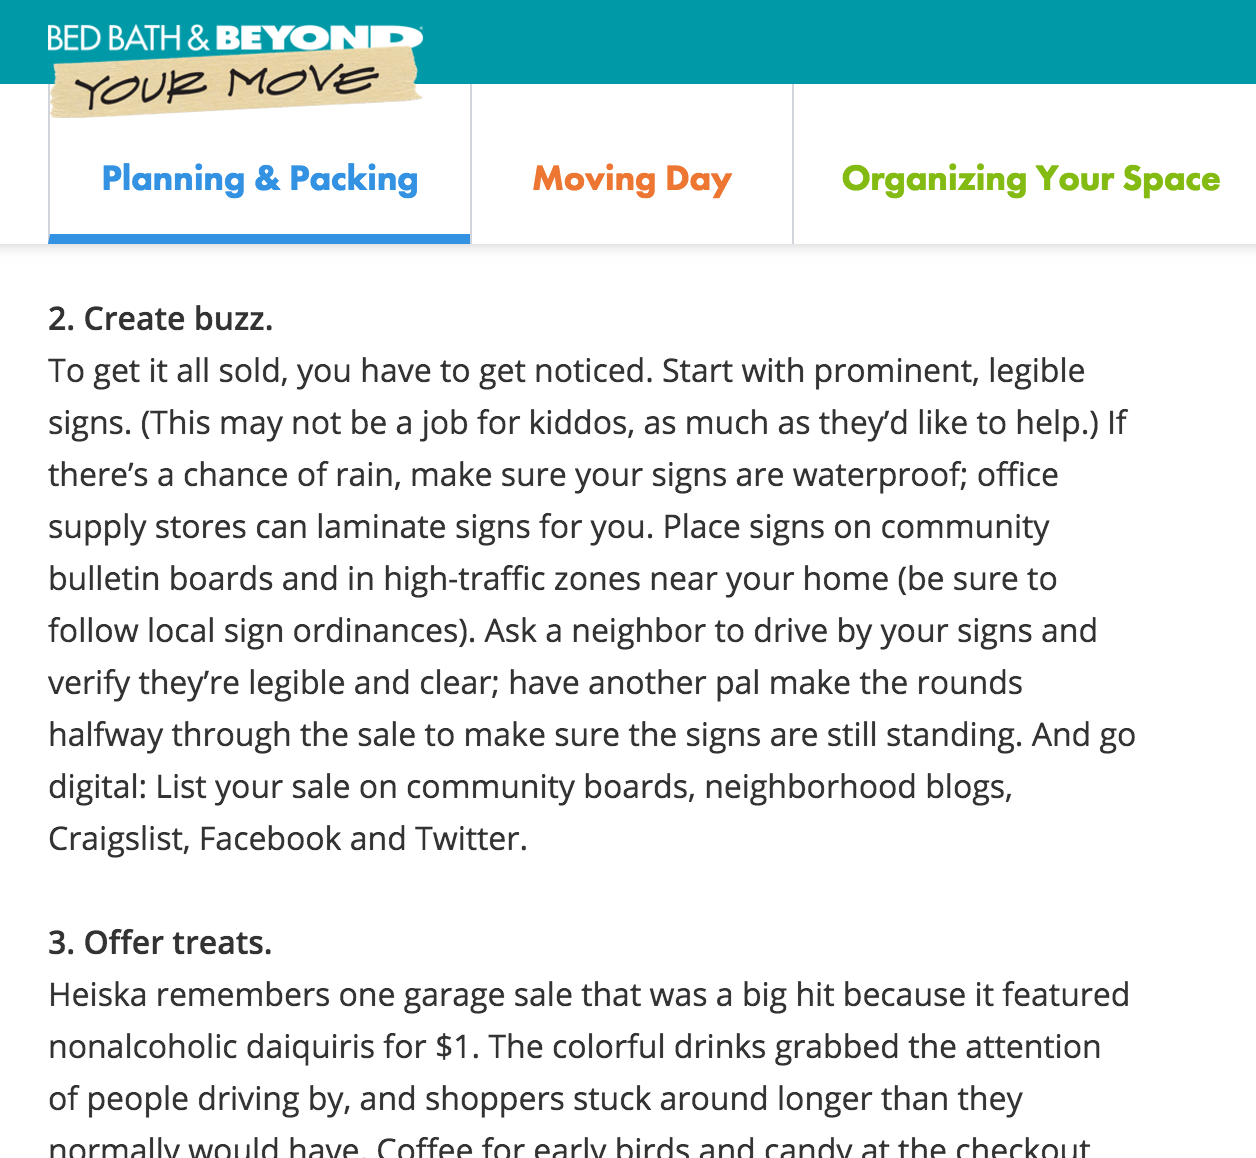 BED BATH & BEYOND
YOUR MOVE
Planning & Packing
Moving Day
Organizing Your Space
2. Create buzz.
To get it all sold, you have to get noticed. Start with prominent, legible
signs. (This may not be a job for kiddos, as much as they’d like to help.) If
there’s a chance of rain, make sure your signs are waterproof; office
supply stores can laminate signs for you. Place signs on community
bulletin boards and in high-traffic zones near your home (be sure to
follow local sign ordinances). Ask a neighbor to drive by your signs and
verify they’re legible and clear; have another pal make the rounds
halfway through the sale to make sure the signs are still standing. And go
digital: List your sale on community boards, neighborhood blogs,
Craigslist, Facebook and Twitter.
3. Offer treats.
Heiska remembers one garage sale that was a big hit because it featured
nonalcoholic daiquiris for $1. The colorful drinks grabbed the attention
of people driving by, and shoppers stuck around longer than they
normally would have. Coffee for early birds and candy at the checkout